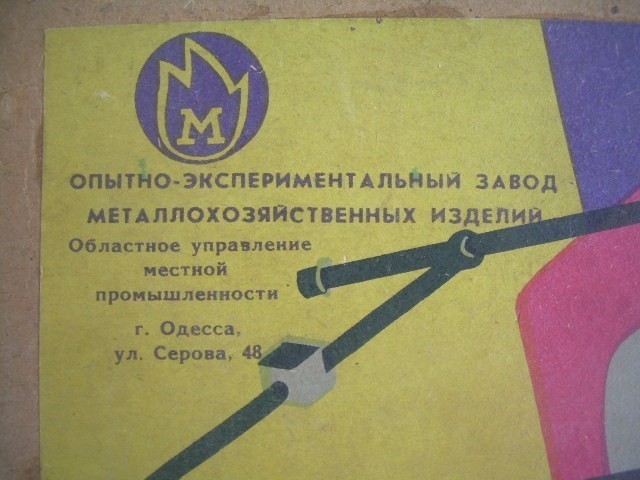 М
ОПЫТНО-ЭКСПЕРИМЕНТАЛЬНЫЙ ЗАВОД
МЕТАЛЛОХОЗЯЙСТВЕННЫХ ИЗДЕЛИЙ
Областное управление
местной
промышленности
г. Одесса,
ул. Серова, 48